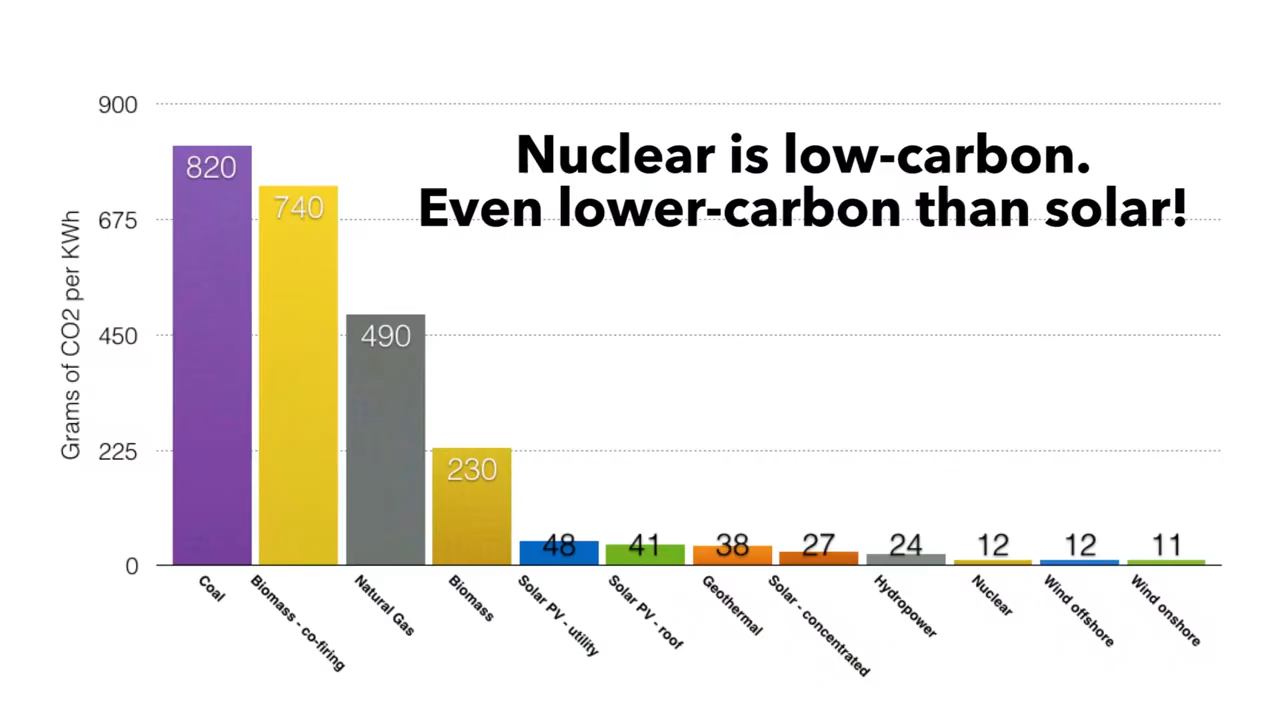 Nuclear is low-carbon.
Even lower-carbon than solar!
Grams of CO2 per KWh
900
675
450
225
0
820
740
490
230
48
41
38
27
24
12
12
11
Coal
Biomass - co-firing
Natural Gas
Biomass
Solar PV - utility
Solar PV - roof
Geothermal
Solar - concentrated
Hydropower
Nuclear
Wind offshore
Wind onshore